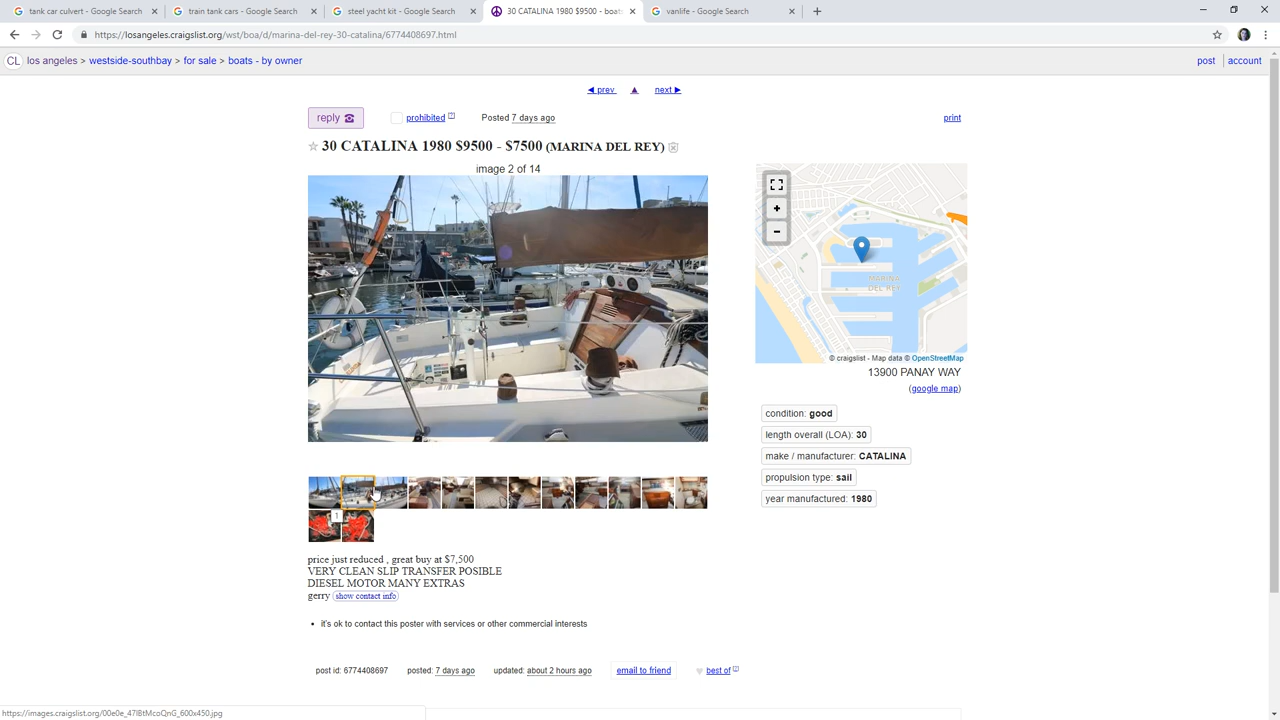 tank car culvert - Google Search
train tank cars - Google Search
steel yacht kit - Google Search
30 CATALINA 1980 $9500 - boats
vanlife - Google Search
https://losangeles.craigslist.org/wst/boa/d/marina-del-rey-30-catalina/6774408697.html
CL los angeles > westside-southbay > for sale > boats - by owner
post account
◀ prev ▲ next ▶
reply ☎ prohibited [?] Posted 7 days ago print
☆ 30 CATALINA 1980 $9500 - $7500 (MARINA DEL REY)
image 2 of 14
+
−
MARINA
DEL REY
© craigslist - Map data © OpenStreetMap
13900 PANAY WAY
(google map)
condition: good
length overall (LOA): 30
make / manufacturer: CATALINA
propulsion type: sail
year manufactured: 1980
1
price just reduced , great buy at $7,500
VERY CLEAN SLIP TRANSFER POSIBLE
DIESEL MOTOR MANY EXTRAS
gerry show contact info
• it's ok to contact this poster with services or other commercial interests
post id: 6774408697 posted: 7 days ago updated: about 2 hours ago email to friend ♥ best of [?]
https://images.craigslist.org/00e0e_47lBtMcoQnG_600x450.jpg